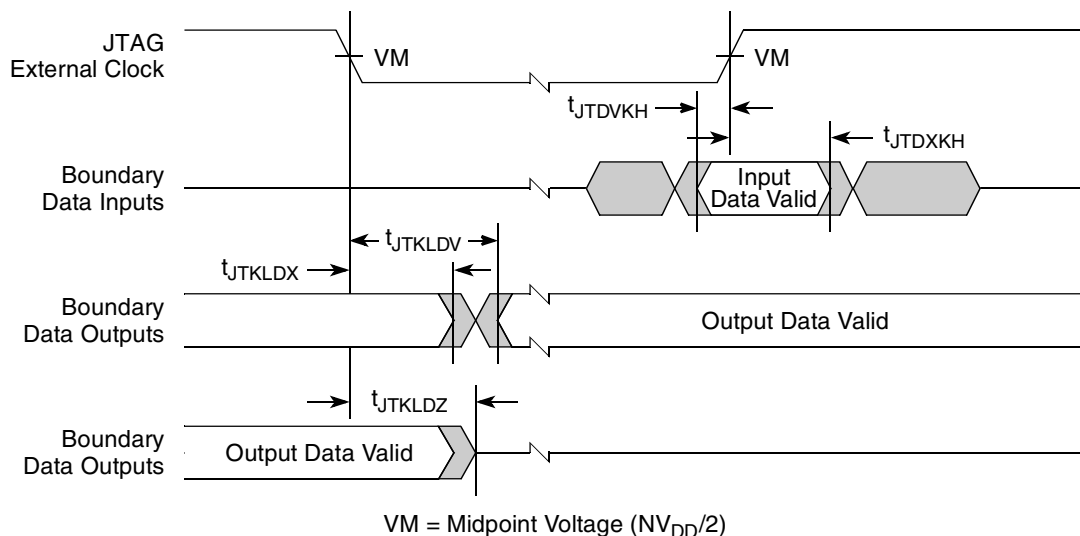 JTAG
External Clock
VM
VM
tJTDVKH
tJTDXKH
Boundary
Data Inputs
Input
Data Valid
tJTKLDV
tJTKLDX
Boundary
Data Outputs
Output Data Valid
tJTKLDZ
Boundary
Data Outputs
Output Data Valid
VM = Midpoint Voltage (NVDD/2)